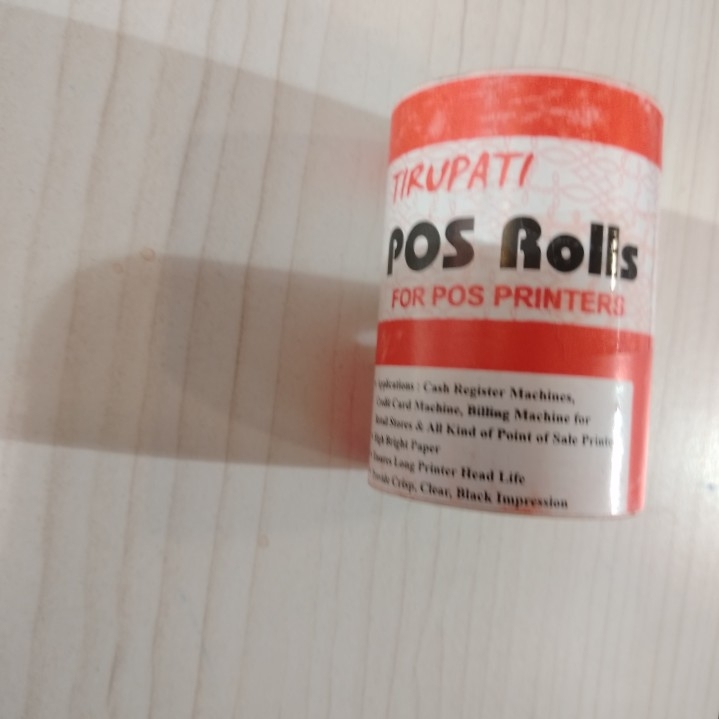 TIRUPATI
POS Rolls
FOR POS PRINTERS
Applications : Cash Register Machines,
Credit Card Machine, Billing Machine for
Retail Stores & All Kind of Point of Sale Printe
High Bright Paper
Ensures Long Printer Head Life
Provide Crisp, Clear, Black Impression